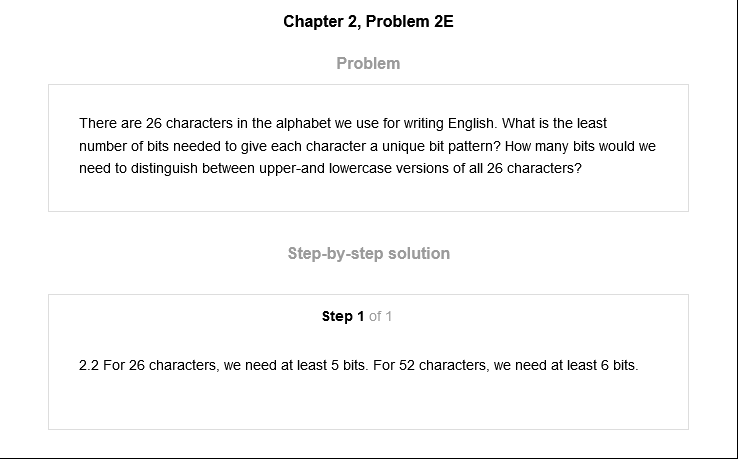 Chapter 2, Problem 2E
Problem
There are 26 characters in the alphabet we use for writing English. What is the least
number of bits needed to give each character a unique bit pattern? How many bits would we
need to distinguish between upper-and lowercase versions of all 26 characters?
Step-by-step solution
Step 1 of 1
2.2 For 26 characters, we need at least 5 bits. For 52 characters, we need at least 6 bits.